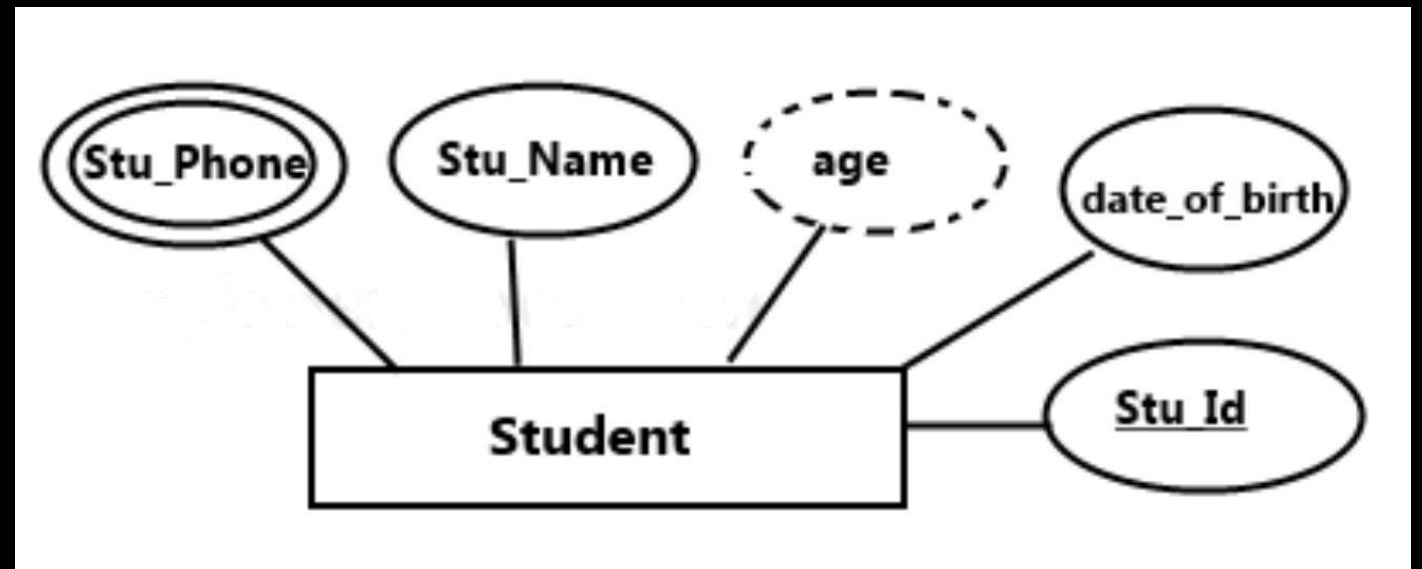 Stu_Phone
Stu_Name
age
date_of_birth
Stu_Id
Student